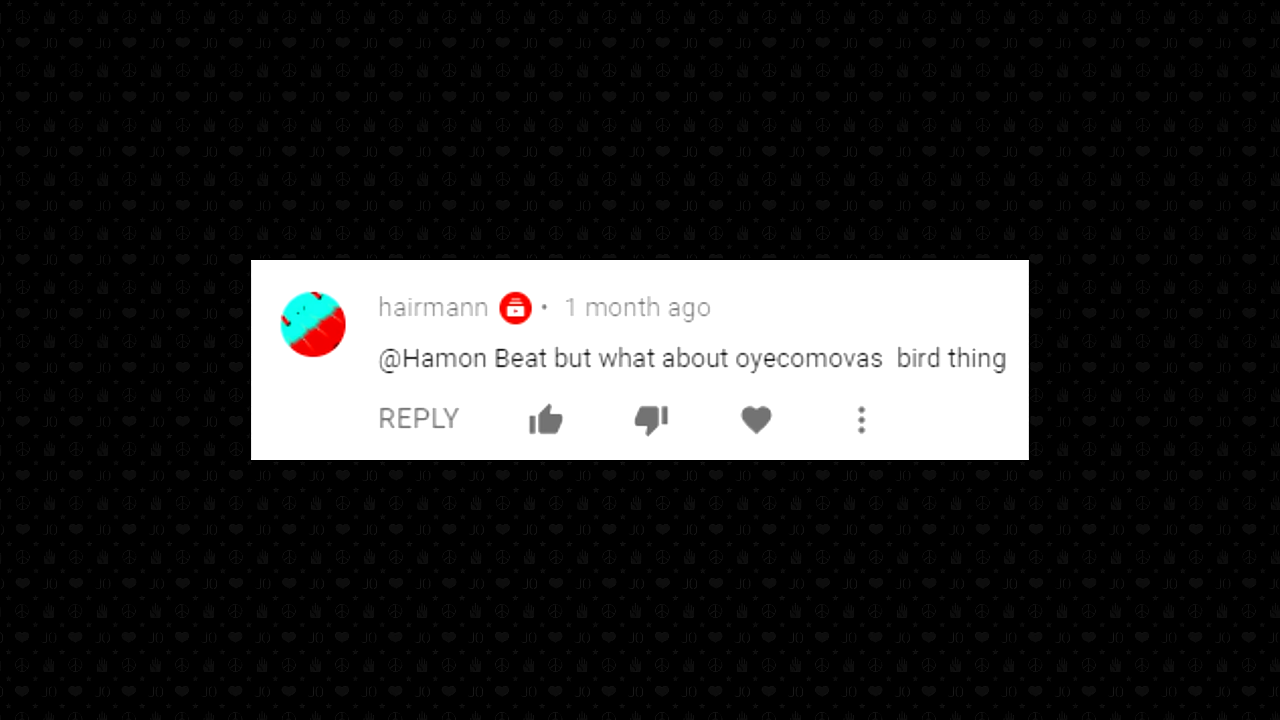 hairmann • 1 month ago
@Hamon Beat but what about oyecomovas  bird thing
REPLY